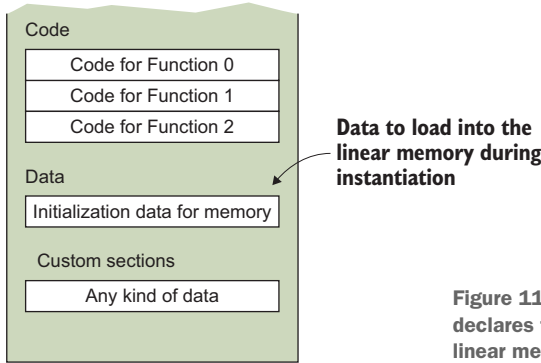 Code
Code for Function 0
Code for Function 1
Code for Function 2
Data to load into the
linear memory during
instantiation
Data
Initialization data for memory
Custom sections
Any kind of data
Figure 11
declares
linear me